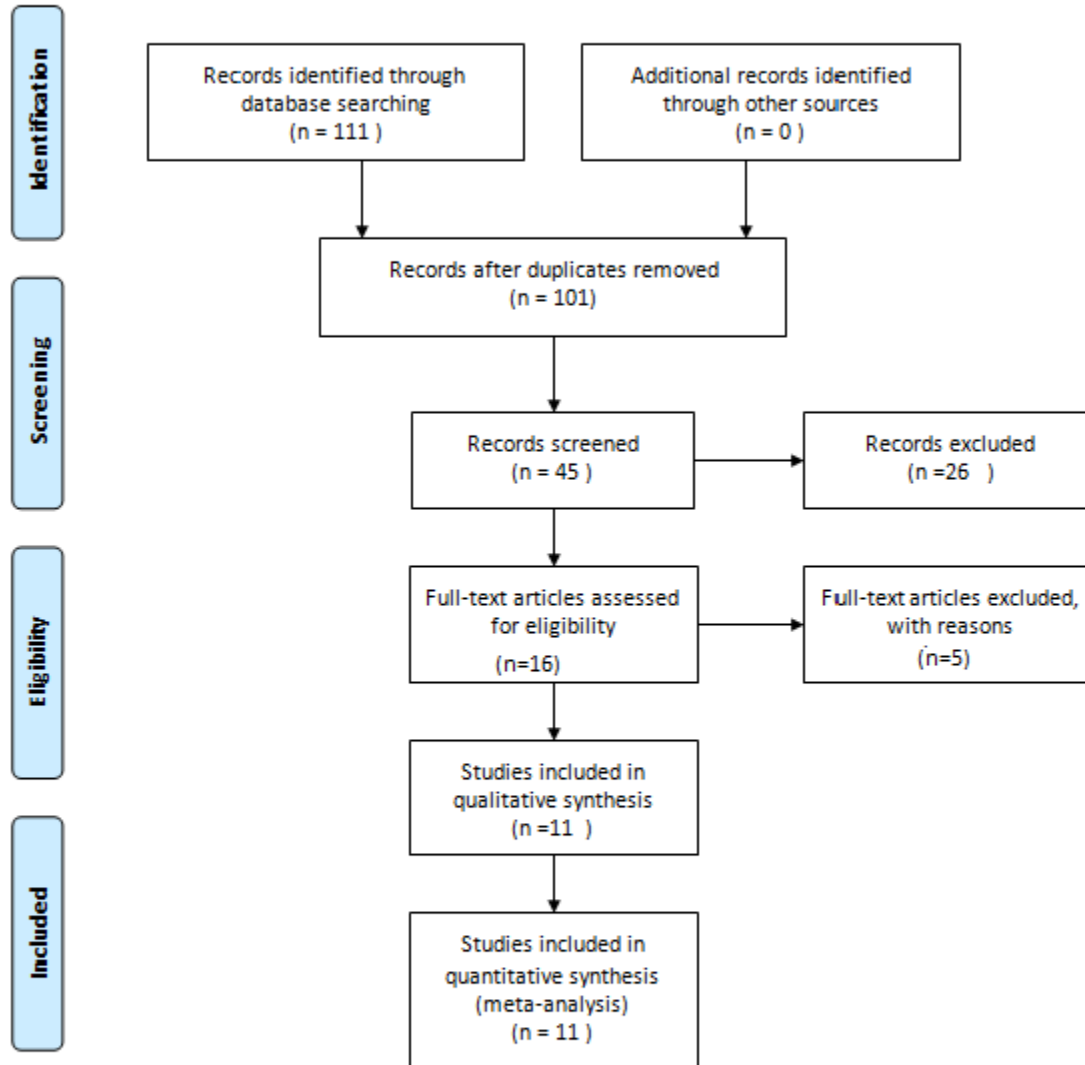 Identification
Records identified through
database searching
(n = 111 )
Additional records identified
through other sources
(n = 0 )
Records after duplicates removed
(n = 101)
Screening
Records screened
(n = 45 )
Records excluded
(n =26 )
Eligibility
Full-text articles assessed
for eligibility
(n=16)
Full-text articles excluded,
with reasons
(n=5)
Studies included in
qualitative synthesis
(n =11 )
Included
Studies included in
quantitative synthesis
(meta-analysis)
(n = 11 )